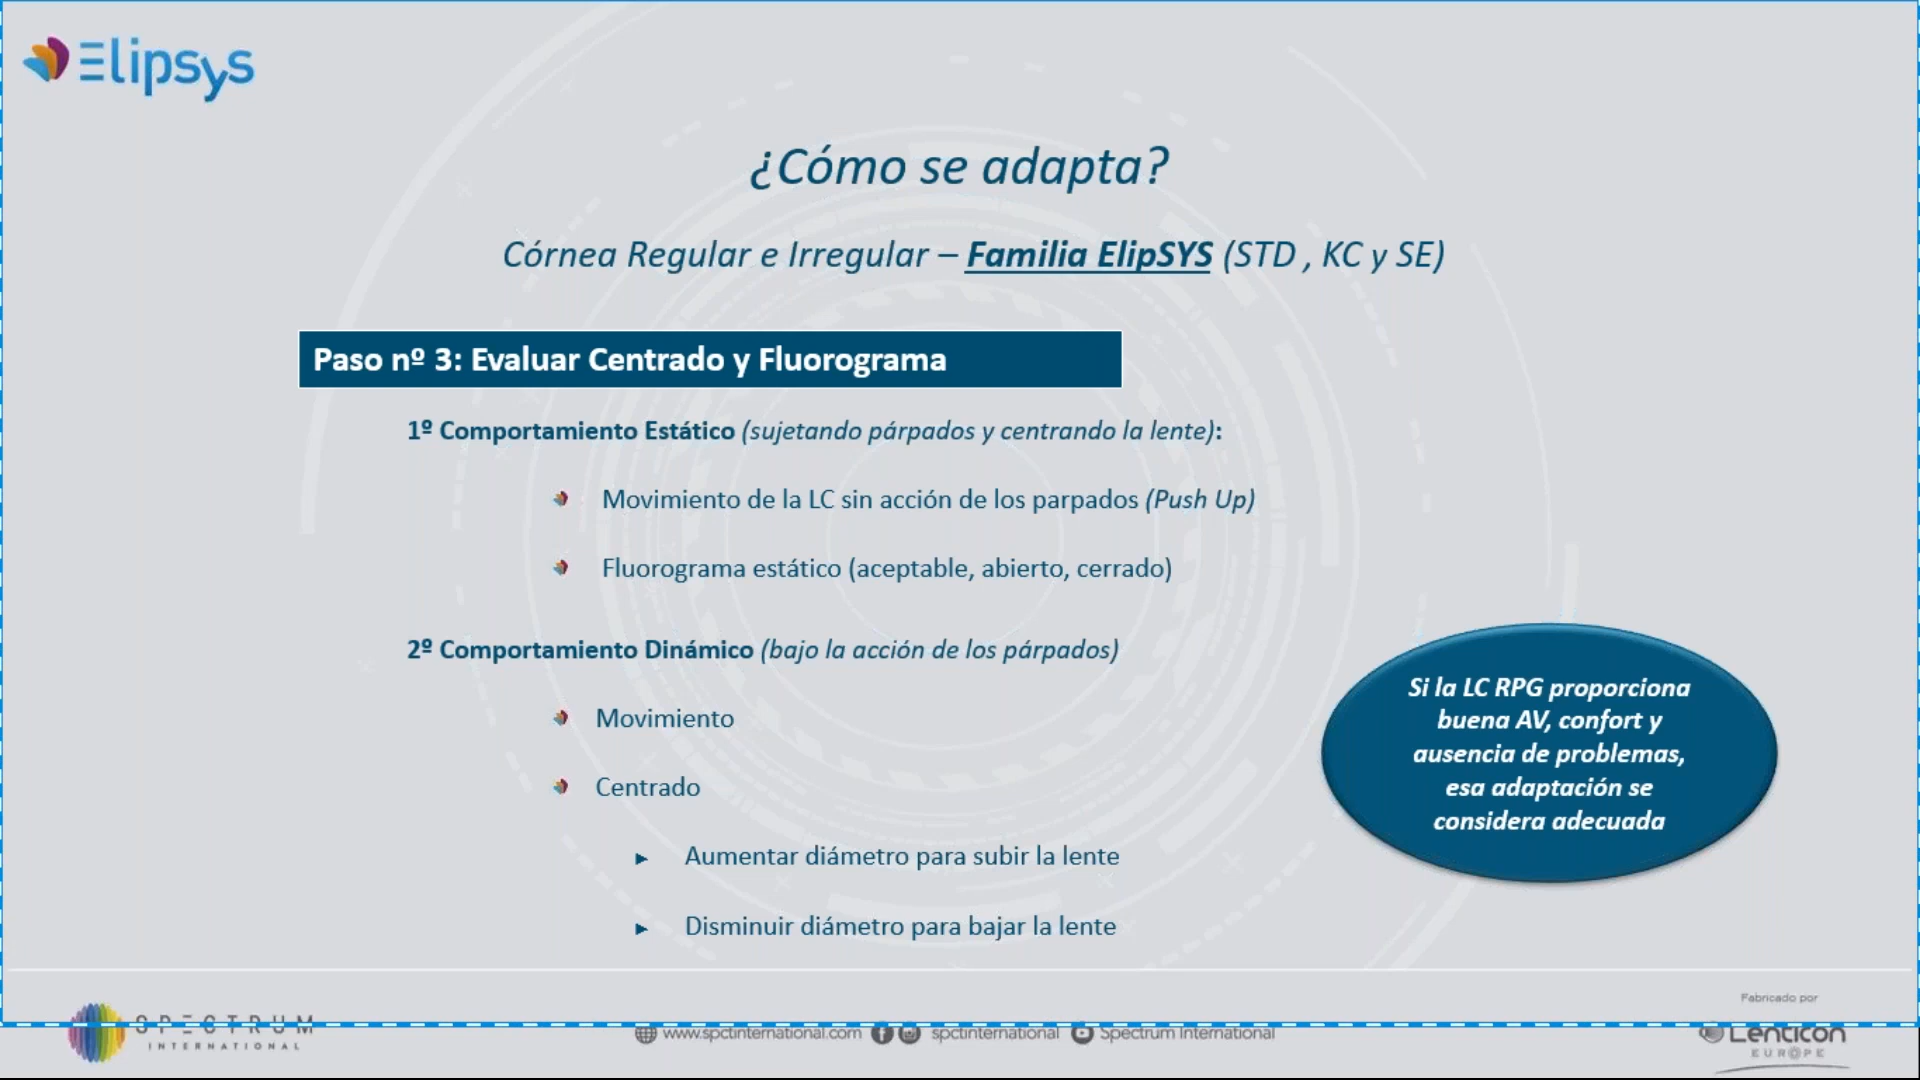 Elipsys
¿Cómo se adapta?
Córnea Regular e Irregular – Familia ElipSYS (STD , KC y SE)
Paso nº 3: Evaluar Centrado y Fluorograma
1º Comportamiento Estático (sujetando párpados y centrando la lente):
Movimiento de la LC sin acción de los parpados (Push Up)
Fluorograma estático (aceptable, abierto, cerrado)
2º Comportamiento Dinámico (bajo la acción de los párpados)
Movimiento
Centrado
Aumentar diámetro para subir la lente
Disminuir diámetro para bajar la lente
Si la LC RPG proporciona
buena AV, confort y
ausencia de problemas,
esa adaptación se
considera adecuada
SPECTRUM
INTERNATIONAL
www.spctinternational.com spctinternational Spectrum International
Fabricado por
Lenticon
EUROPE